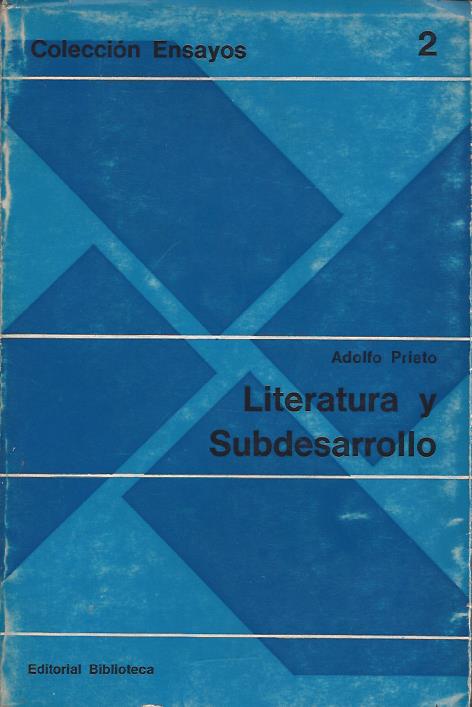 Colección Ensayos 2
Adolfo Prieto
Literatura y
Subdesarrollo
Editorial Biblioteca